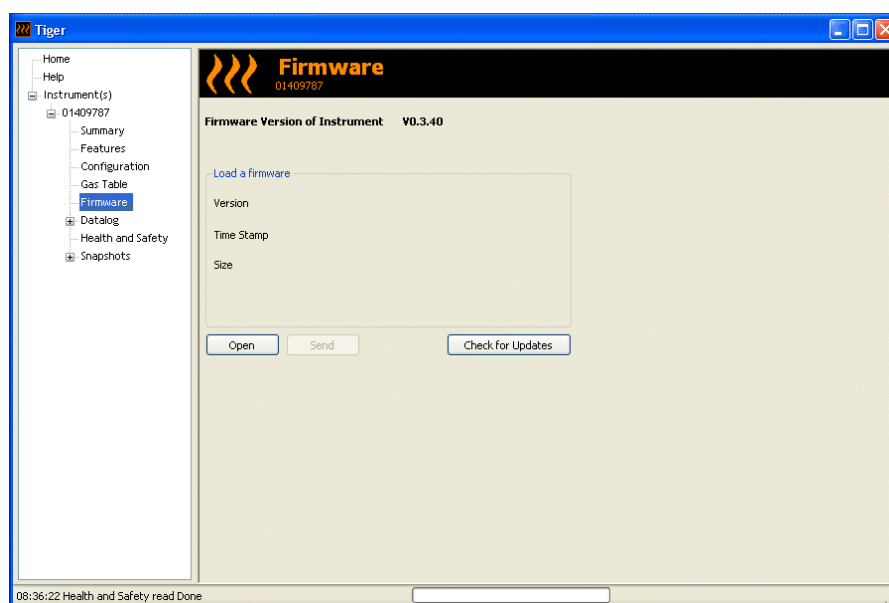 Tiger
Home
Help
Instrument(s)
01409787
Summary
Features
Configuration
Gas Table
Firmware
Datalog
Health and Safety
Snapshots
Firmware
01409787
Firmware Version of Instrument V0.3.40
Load a firmware
Version
Time Stamp
Size
Open Send Check for Updates
08:36:22 Health and Safety read Done